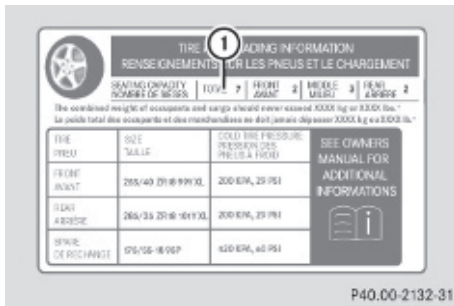 1
TIRE A ADING INFORMATION
RENSEIGNEMENTS SUR LES PNEUS ET LE CHARGEMENT
SEATING CAPACITY TOTAL 7 FRONT 2 MIDDLE 3 REAR 2
NOMBRE DE SIEGES AVANT MILIEU ARRIÈRE
The combined weight of occupants and cargo should never exceed XXXX kg or XXXX lbs.
Le poids total des occupants et des marchandises ne doit jamais dépasser XXXX kg ou XXXX lb.
TIRE SIZE COLD TIRE PRESSURE SEE OWNERS
PNEU TAILLE PRESSION DES PNEUS À FROID MANUAL FOR
ADDITIONAL
INFORMATIONS
FRONT
AVANT 200 KPA, 29 PSI
REAR
ARRIÈRE 200 KPA, 29 PSI
SPARE
DE RECHANGE 420 KPA, 60 PSI
P40.00-2132-31